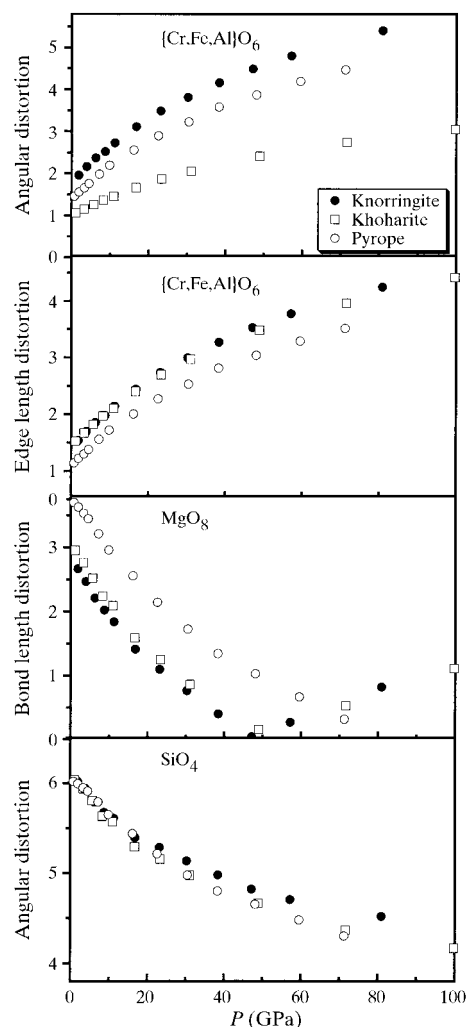 {Cr,Fe,Al}O6
5
4
3
2
1
0
Angular distortion
Knorringite
Khoharite
Pyrope
{Cr,Fe,Al}O6
4
3
2
1
0
Edge length distortion
MgO8
3
2
1
0
Bond length distortion
SiO4
6
5
4
Angular distortion
0 20 40 60 80 100
P (GPa)